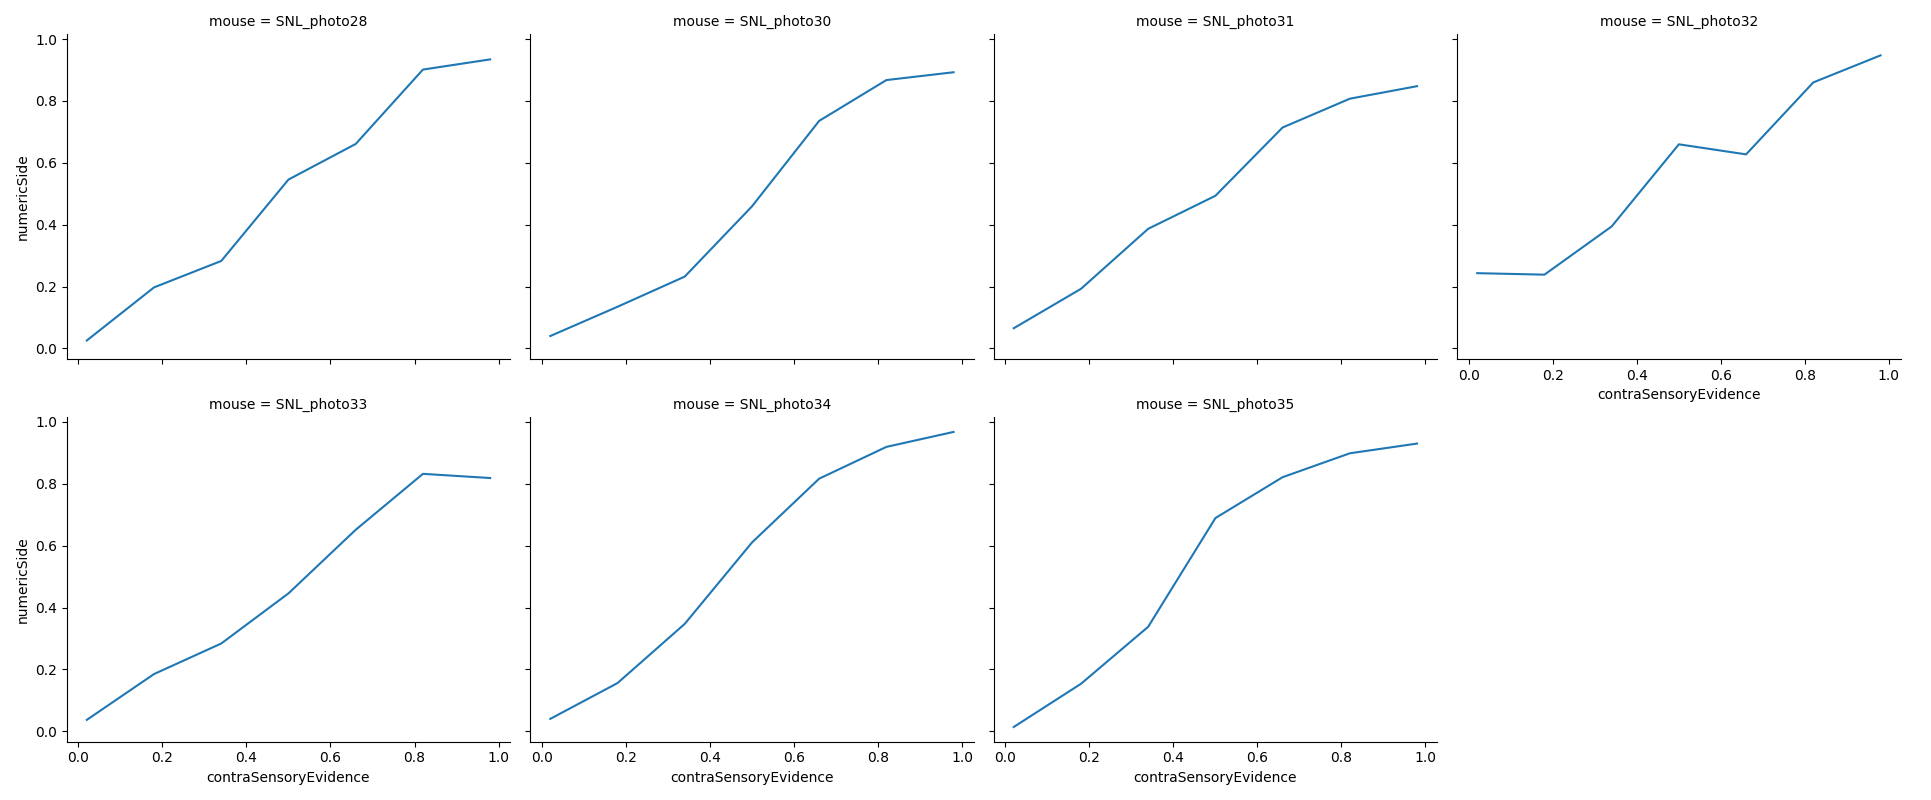 mouse = SNL_photo28
mouse = SNL_photo30
mouse = SNL_photo31
mouse = SNL_photo32
1.0
0.8
0.6
0.4
0.2
0.0
numericSide
0.0 0.2 0.4 0.6 0.8 1.0
contraSensoryEvidence
mouse = SNL_photo33
mouse = SNL_photo34
mouse = SNL_photo35
1.0
0.8
0.6
0.4
0.2
0.0
numericSide
0.0 0.2 0.4 0.6 0.8 1.0
contraSensoryEvidence
0.0 0.2 0.4 0.6 0.8 1.0
contraSensoryEvidence
0.0 0.2 0.4 0.6 0.8 1.0
contraSensoryEvidence